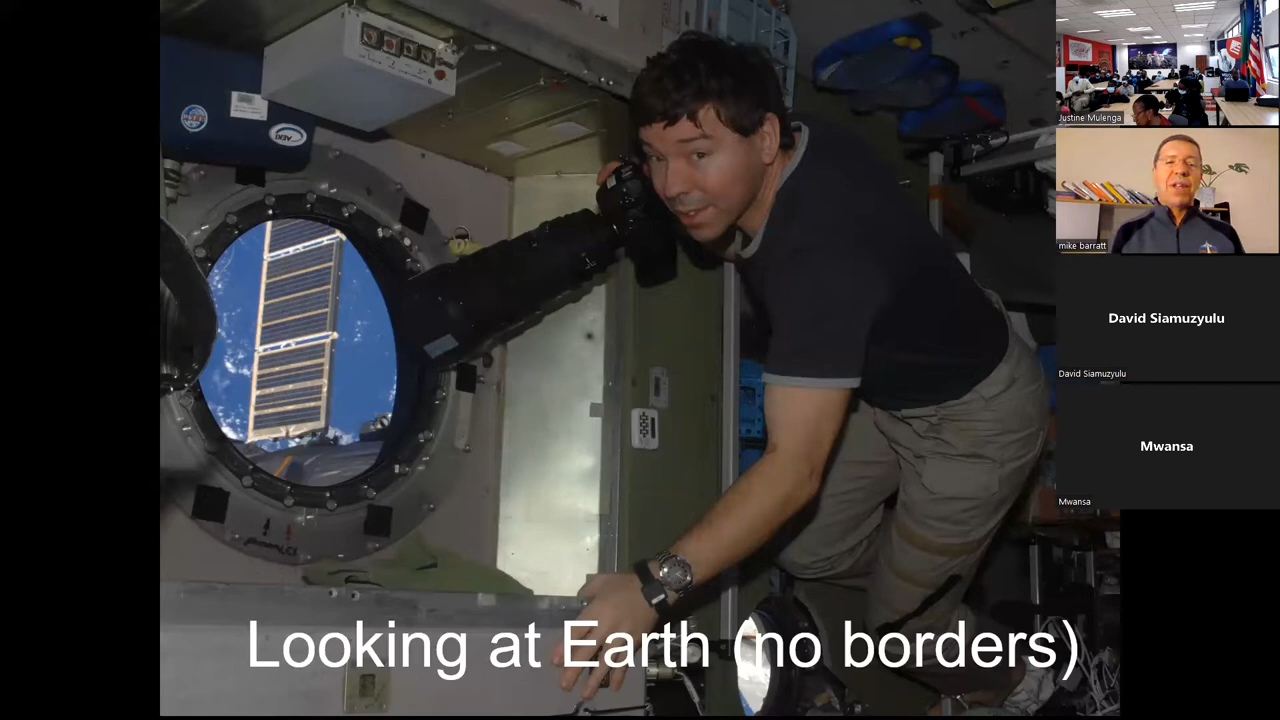 Looking at Earth (no borders)
Justine Mulenga
mike barratt
David Siamuzyulu
David Siamuzyulu
Mwansa
Mwansa